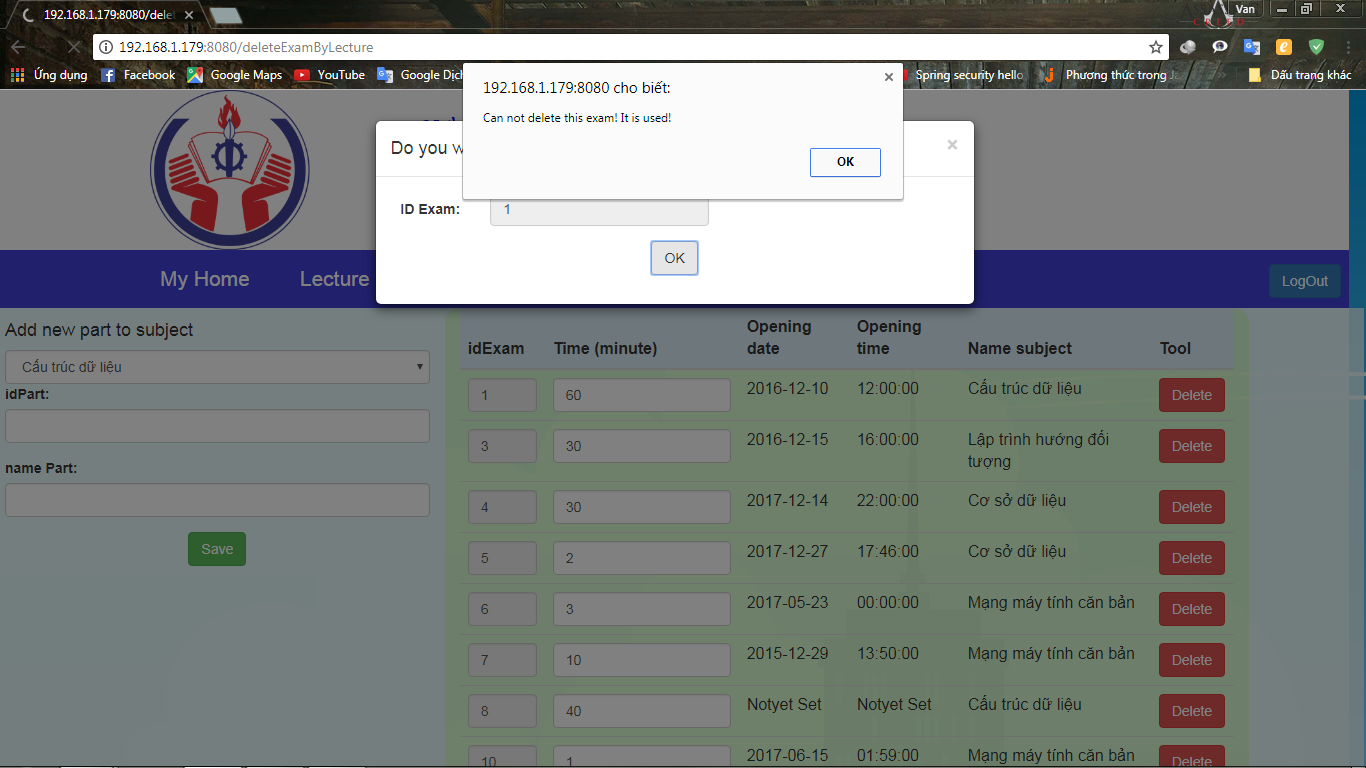 192.168.1.179:8080/dele
Van
192.168.1.179:8080/deleteExamByLecture
Ứng dụng
Facebook
Google Maps
YouTube
Google Dịch
Spring security hello
Phương thức trong Ja
Dấu trang khác
192.168.1.179:8080 cho biết:
Can not delete this exam! It is used!
OK
Do you w
ID Exam:
1
OK
My Home
Lecture
LogOut
Add new part to subject
Cấu trúc dữ liệu
idPart:
name Part:
Save
idExam Time (minute) Opening date Opening time Name subject Tool
1 60 2016-12-10 12:00:00 Cấu trúc dữ liệu Delete
3 30 2016-12-15 16:00:00 Lập trình hướng đối tượng Delete
4 30 2017-12-14 22:00:00 Cơ sở dữ liệu Delete
5 2 2017-12-27 17:46:00 Cơ sở dữ liệu Delete
6 3 2017-05-23 00:00:00 Mạng máy tính căn bản Delete
7 10 2015-12-29 13:50:00 Mạng máy tính căn bản Delete
8 40 Notyet Set Notyet Set Cấu trúc dữ liệu Delete
10 1 2017-06-15 01:59:00 Mạng máy tính căn bản Delete